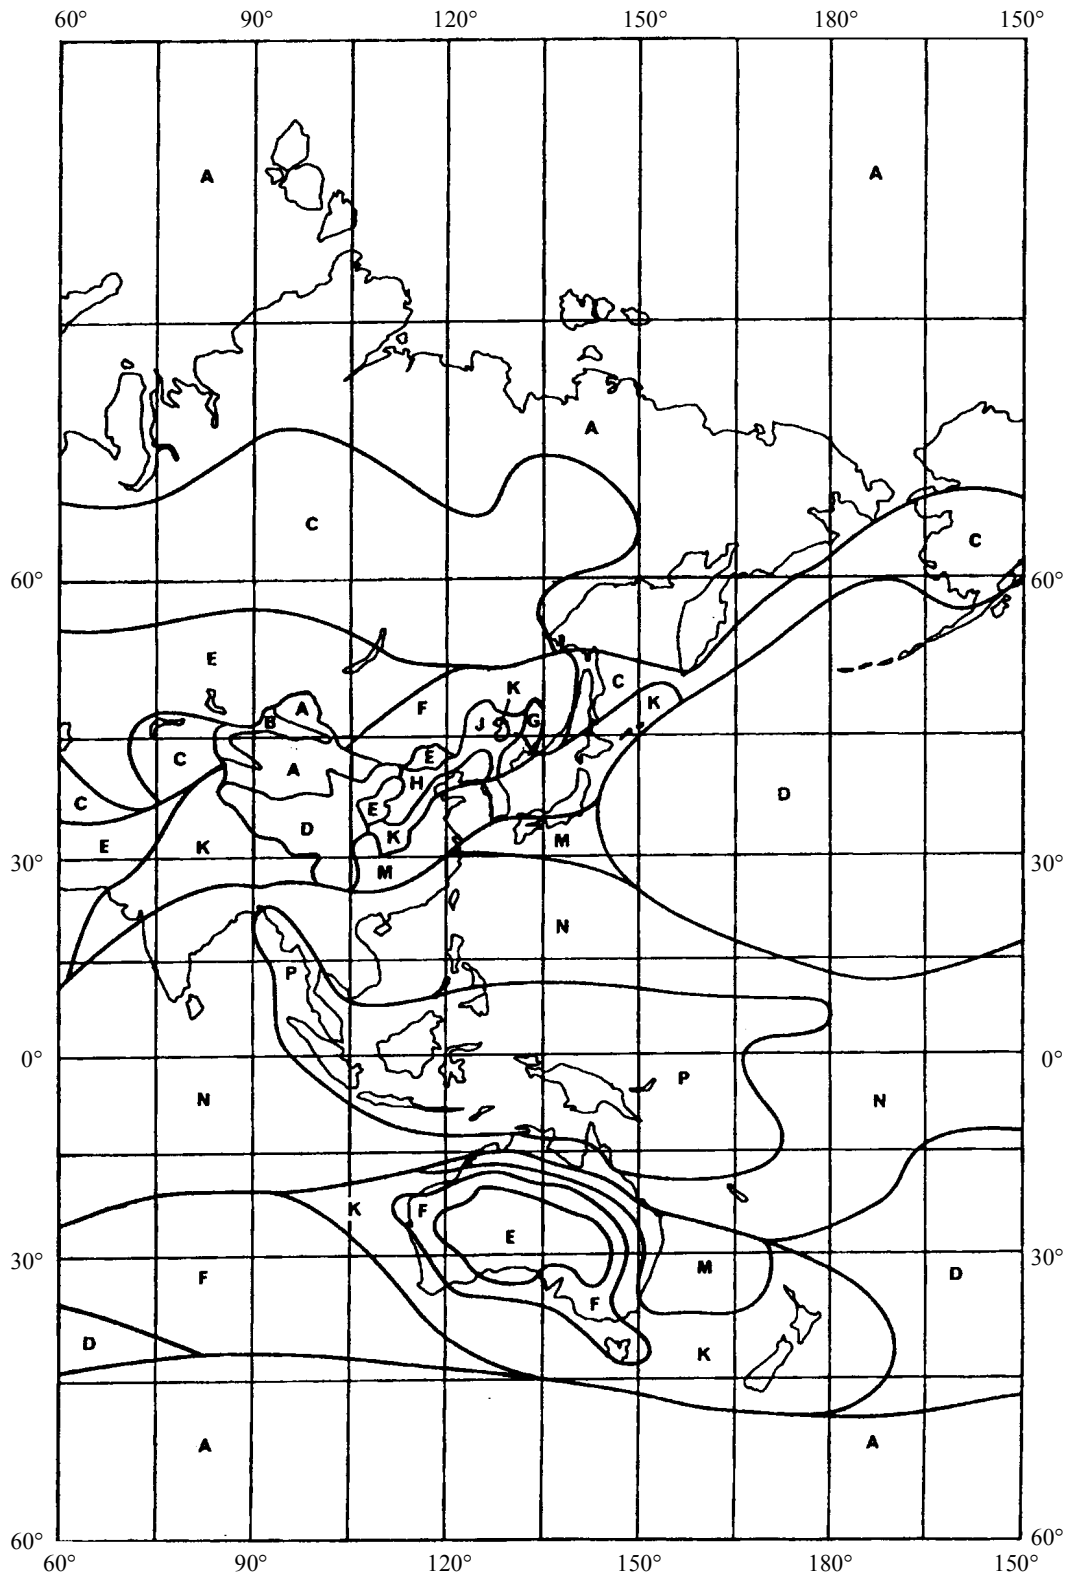 60° 90° 120° 150° 180° 150°
A A
A
C
C
60° 60°
E
K C K
A
B F J G
C E
A H
C E D
D
E K K M
30° 30°
M
N
P
0° 0°
P
N N
K F
E
30° M 30°
F D
F
D K
A A
60° 60°
60° 90° 120° 150° 180° 150°